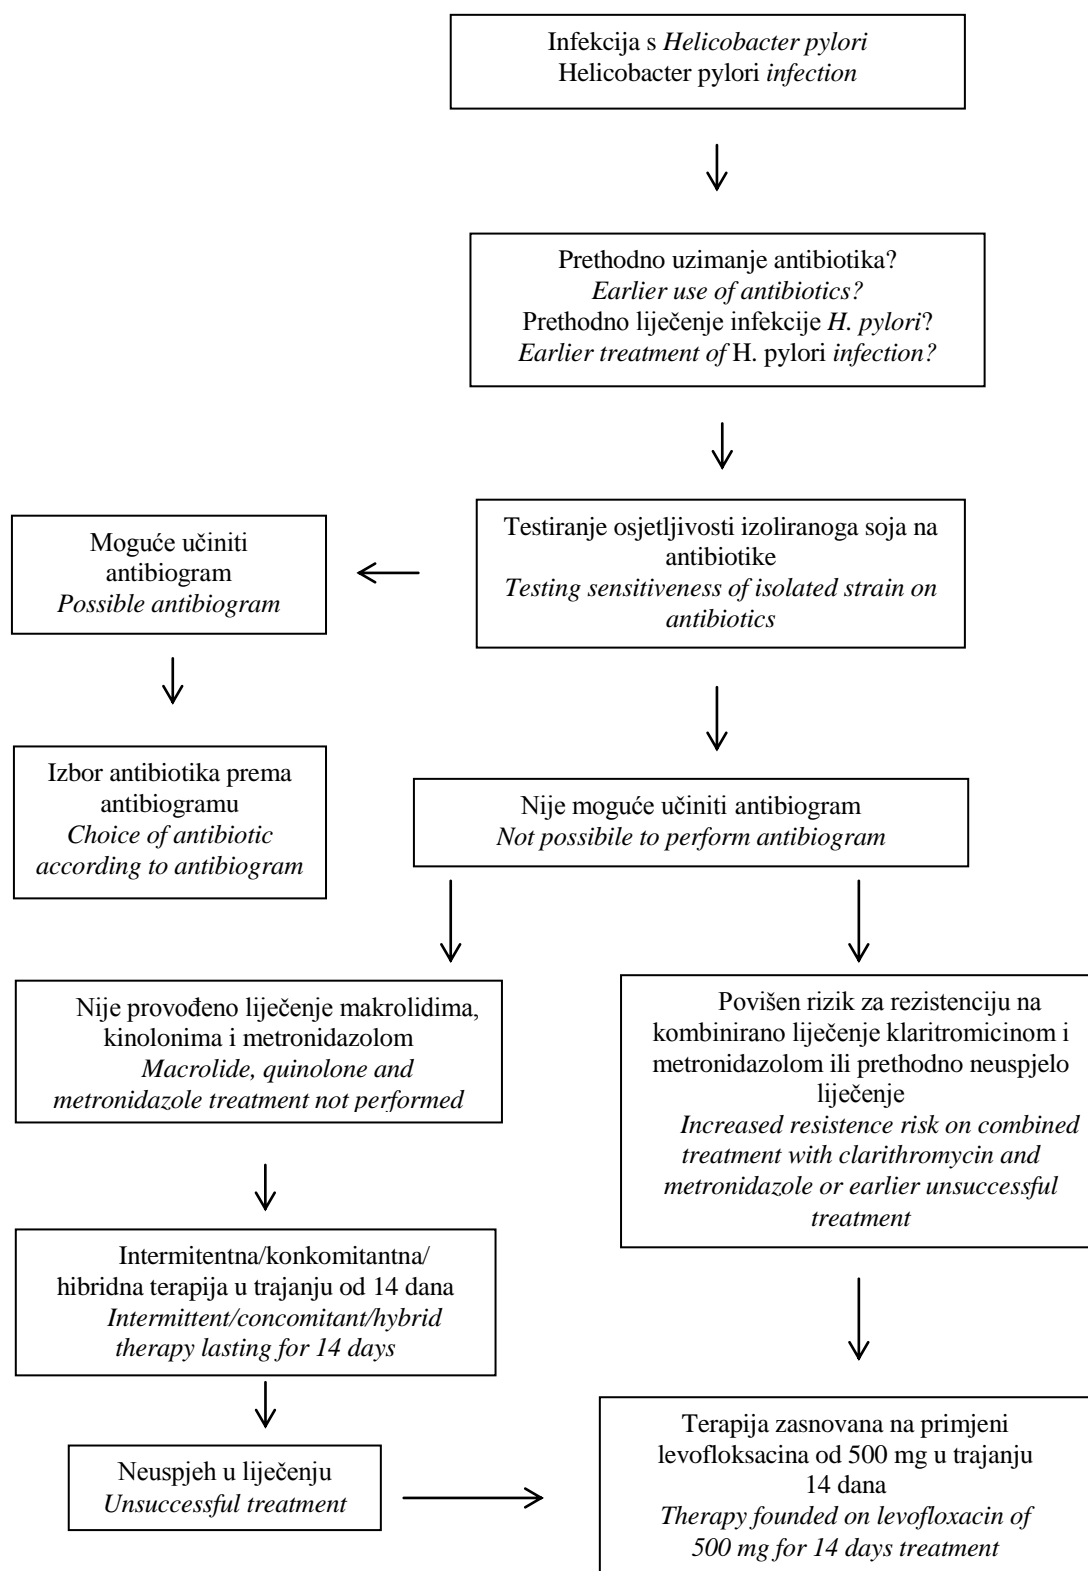 Infekcija s Helicobacter pylori
Helicobacter pylori infection
Prethodno uzimanje antibiotika?
Earlier use of antibiotics?
Prethodno liječenje infekcije H. pylori?
Earlier treatment of H. pylori infection?
Testiranje osjetljivosti izoliranoga soja na
antibiotike
Testing sensitiveness of isolated strain on
antibiotics
Moguće učiniti
antibiogram
Possible antibiogram
Izbor antibiotika prema
antibiogramu
Choice of antibiotic
according to antibiogram
Nije moguće učiniti antibiogram
Not possibile to perform antibiogram
Nije provođeno liječenje makrolidima,
kinolonima i metronidazolom
Macrolide, quinolone and
metronidazole treatment not performed
Povišen rizik za rezistenciju na
kombinirano liječenje klaritromicinom i
metronidazolom ili prethodno neuspjelo
liječenje
Increased resistence risk on combined
treatment with clarithromycin and
metronidazole or earlier unsuccessful
treatment
Intermitentna/konkomitantna/
hibridna terapija u trajanju od 14 dana
Intermittent/concomitant/hybrid
therapy lasting for 14 days
Neuspjeh u liječenju
Unsuccessful treatment
Terapija zasnovana na primjeni
levofloksacina od 500 mg u trajanju
14 dana
Therapy founded on levofloxacin of
500 mg for 14 days treatment